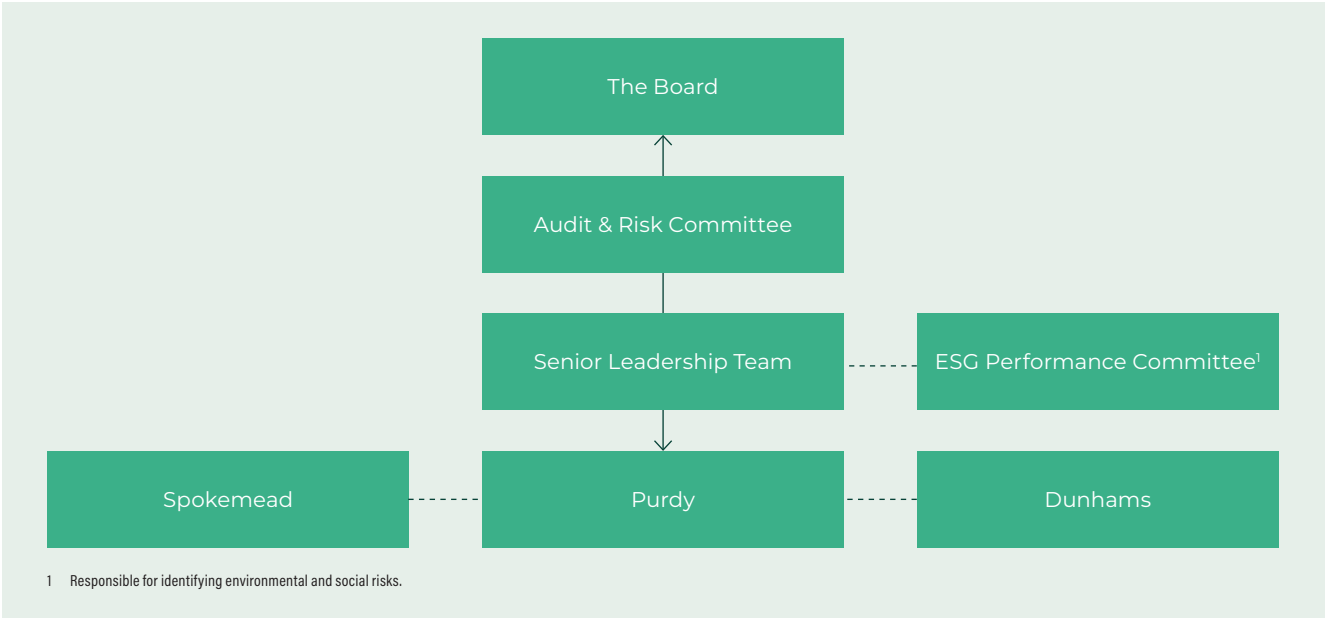 The Board
Audit & Risk Committee
Senior Leadership Team
ESG Performance Committee¹
Spokemead
Purdy
Dunhams
1 Responsible for identifying environmental and social risks.